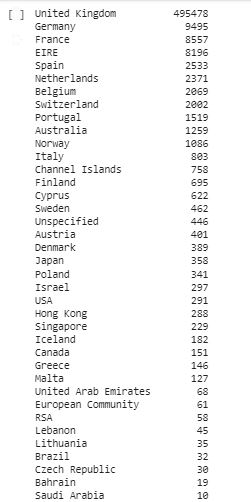 [ ] United Kingdom 495478
Germany 9495
France 8557
EIRE 8196
Spain 2533
Netherlands 2371
Belgium 2069
Switzerland 2002
Portugal 1519
Australia 1259
Norway 1086
Italy 803
Channel Islands 758
Finland 695
Cyprus 622
Sweden 462
Unspecified 446
Austria 401
Denmark 389
Japan 358
Poland 341
Israel 297
USA 291
Hong Kong 288
Singapore 229
Iceland 182
Canada 151
Greece 146
Malta 127
United Arab Emirates 68
European Community 61
RSA 58
Lebanon 45
Lithuania 35
Brazil 32
Czech Republic 30
Bahrain 19
Saudi Arabia 10